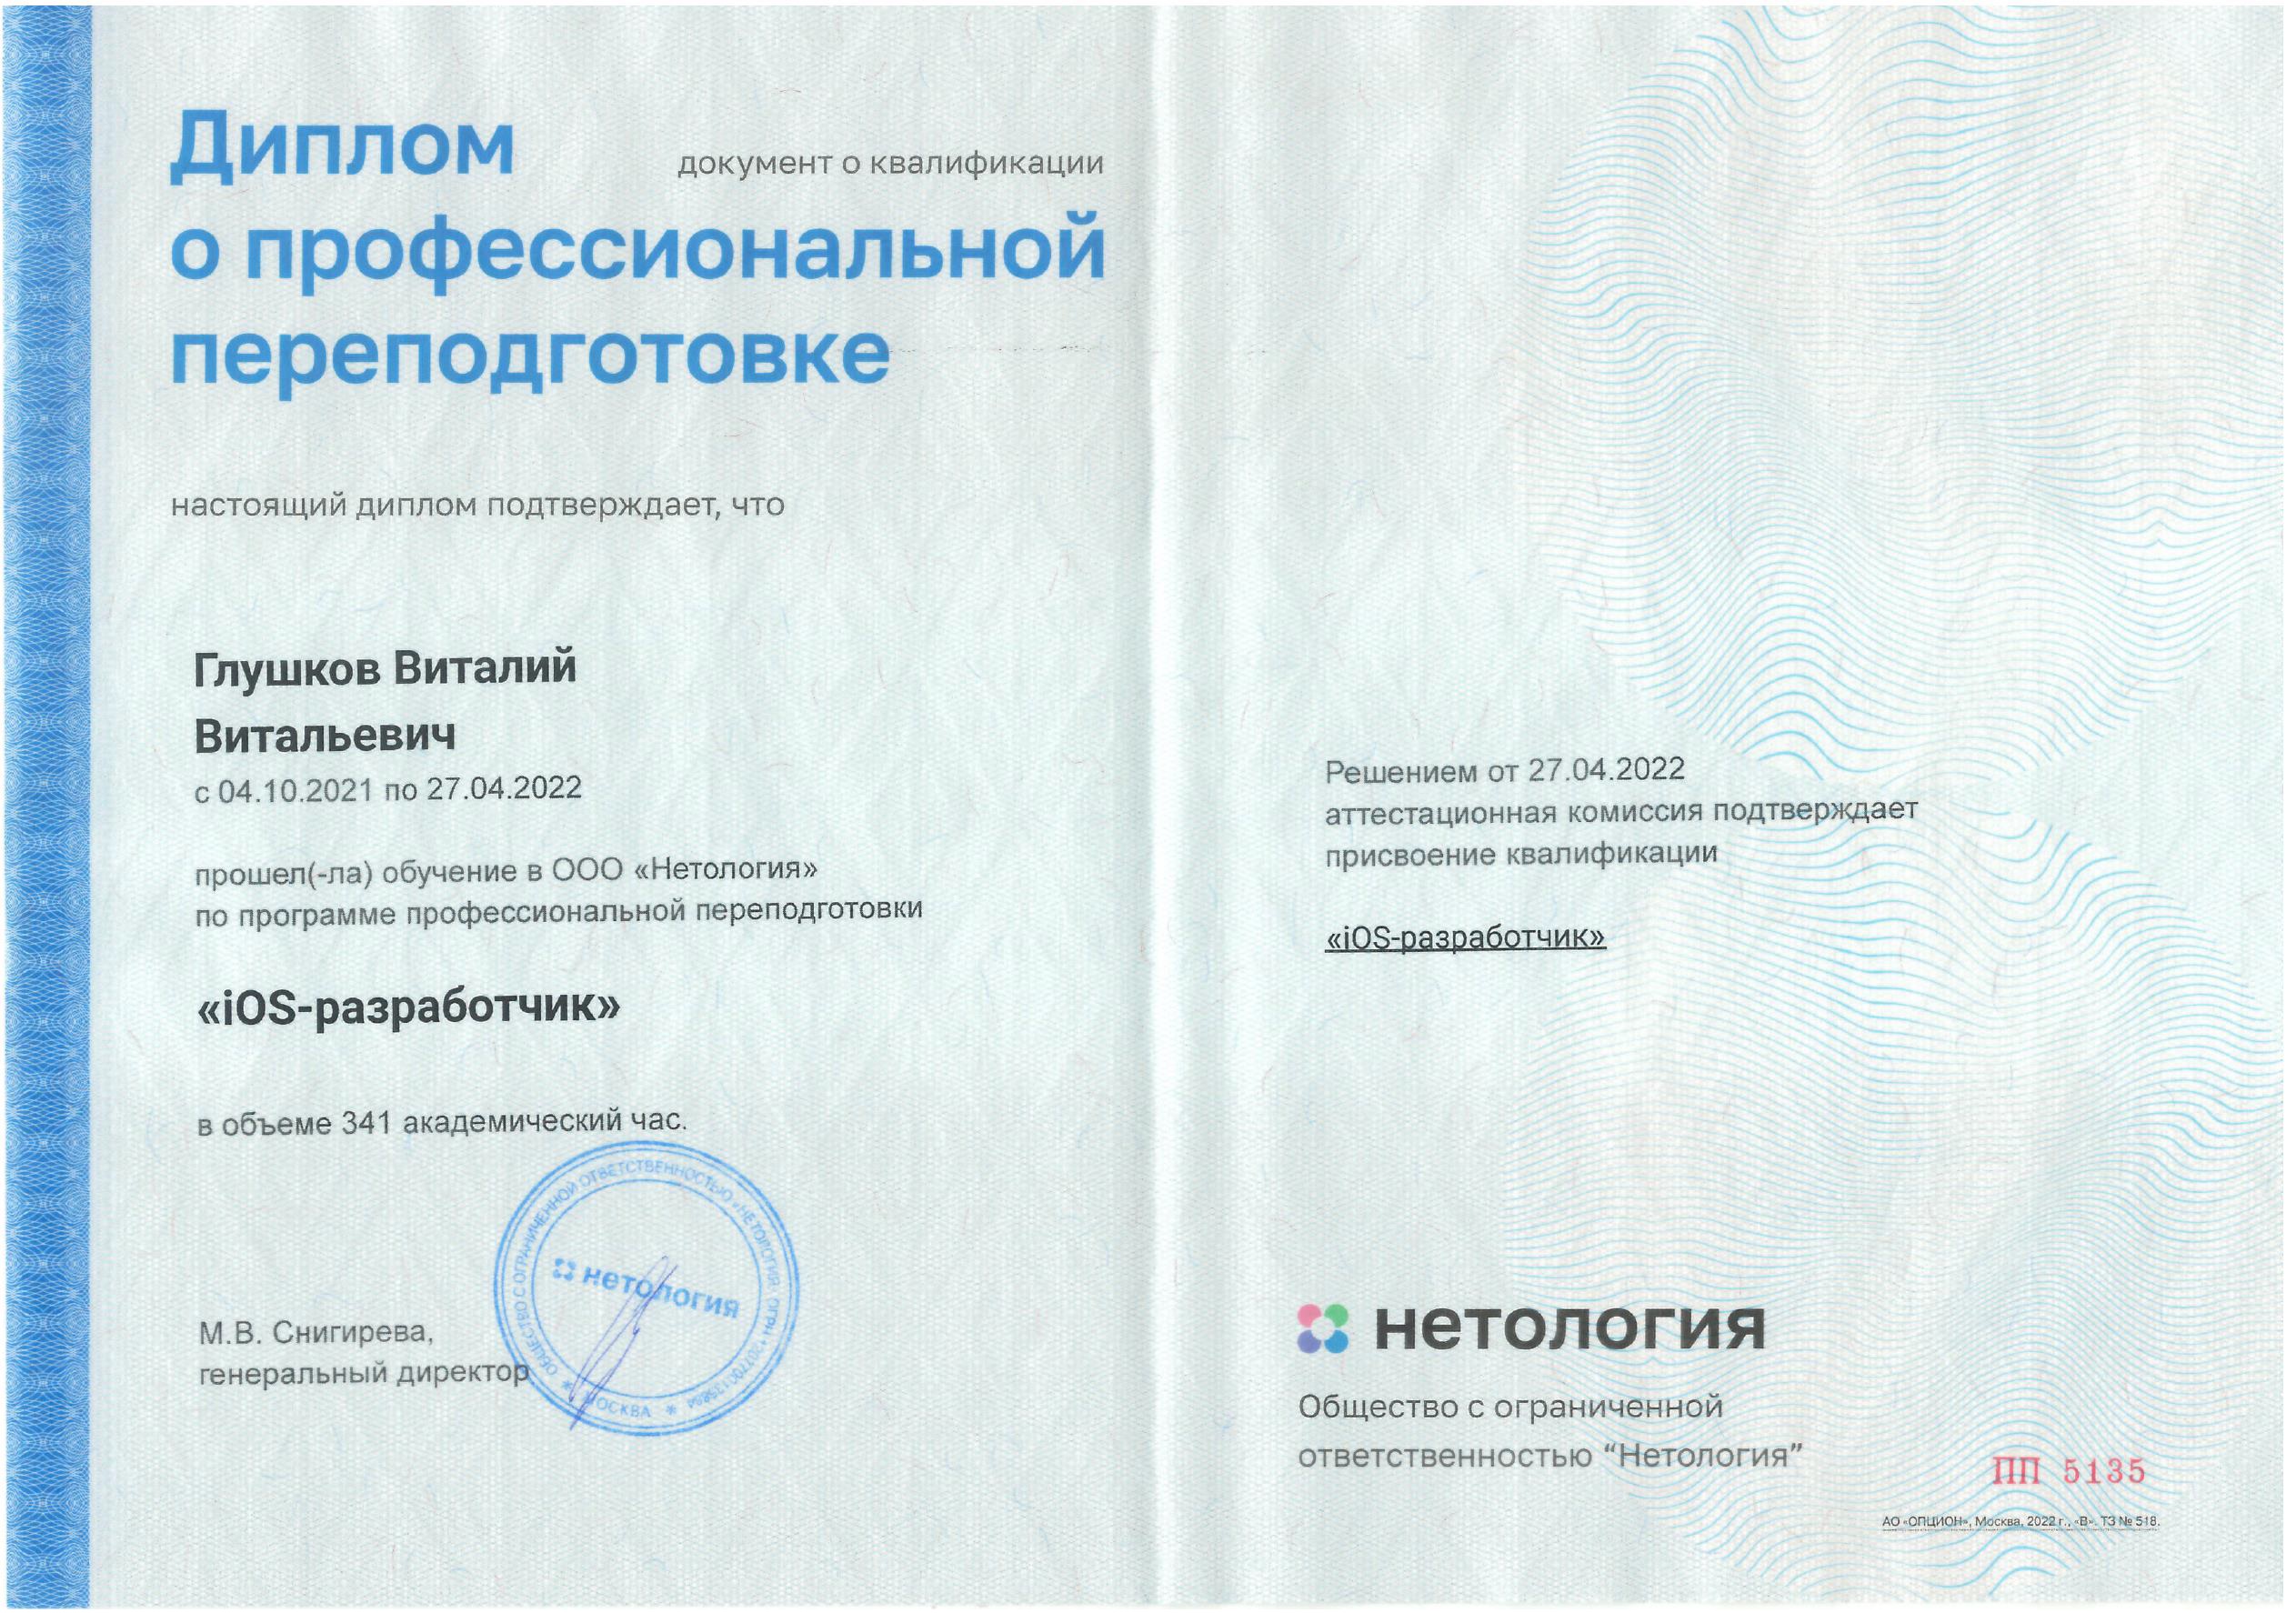 Диплом
документ о квалификации
о профессиональной
переподготовке
настоящий диплом подтверждает, что
Глушков Виталий
Витальевич
с 04.10.2021 по 27.04.2022
прошел(-ла) обучение в ООО «Нетология»
по программе профессиональной переподготовки
«iOS-разработчик»
в объеме 341 академический час.
ОБЩЕСТВО С ОГРАНИЧЕННОЙ ОТВЕТСТВЕННОСТЬЮ «НЕТОЛОГИЯ» ОГРН
МОСКВА
нетология
М.В. Снигирева,
генеральный директор
Решением от 27.04.2022
аттестационная комиссия подтверждает
присвоение квалификации
«iOS-разработчик»
нетология
Общество с ограниченной
ответственностью “Нетология”
ПП 5135
АО «ОПЦИОН», Москва, 2022 г., «В». ТЗ № 518.